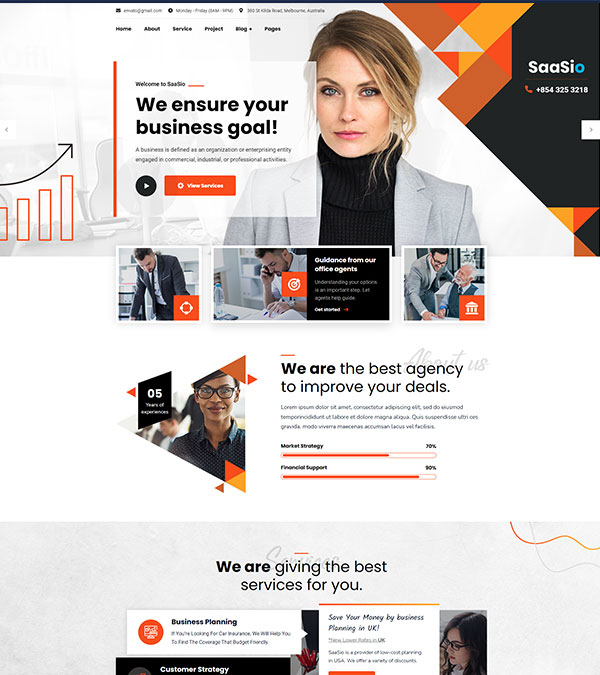 envato@gmail.com Monday - Friday (8AM - 9PM) 380 St Kilda Road, Melbourne, Australia
Home About Service Project Blog + Pages
SaaSio
+854 325 3218
Welcome to SaaSio
We ensure your
business goal!
A business is defined as an organization or enterprising entity
engaged in commercial, industrial, or professional activities.
View Services
Guidance from our
office agents
Understanding your options
is an important step. Let
agents help guide.
Get started
About us
We are the best agency
to improve your deals.
05
Years of
experiences
Lorem ipsum dolor sit amet, consectetur adipiscing elit, sed do eiusmod
temporincididunt ut labore et dolore magna aliqua. Quis suspendisse ultri ces
gravida, modo viverra maecenas accumsan lacus vel facilisis.
Market Strategy 70%
Financial Support 90%
Services
We are giving the best
services for you.
Business Planning
If You're Looking For Car Insurance, We Will Help You
To Find The Coverage That Budget Friendly.
Customer Strategy
Save Your Money by business
Planning in UK!
*New Lower Rates in UK
SaaSio is a provider of low-cost planning
in USA. We offer a variety of discounts.